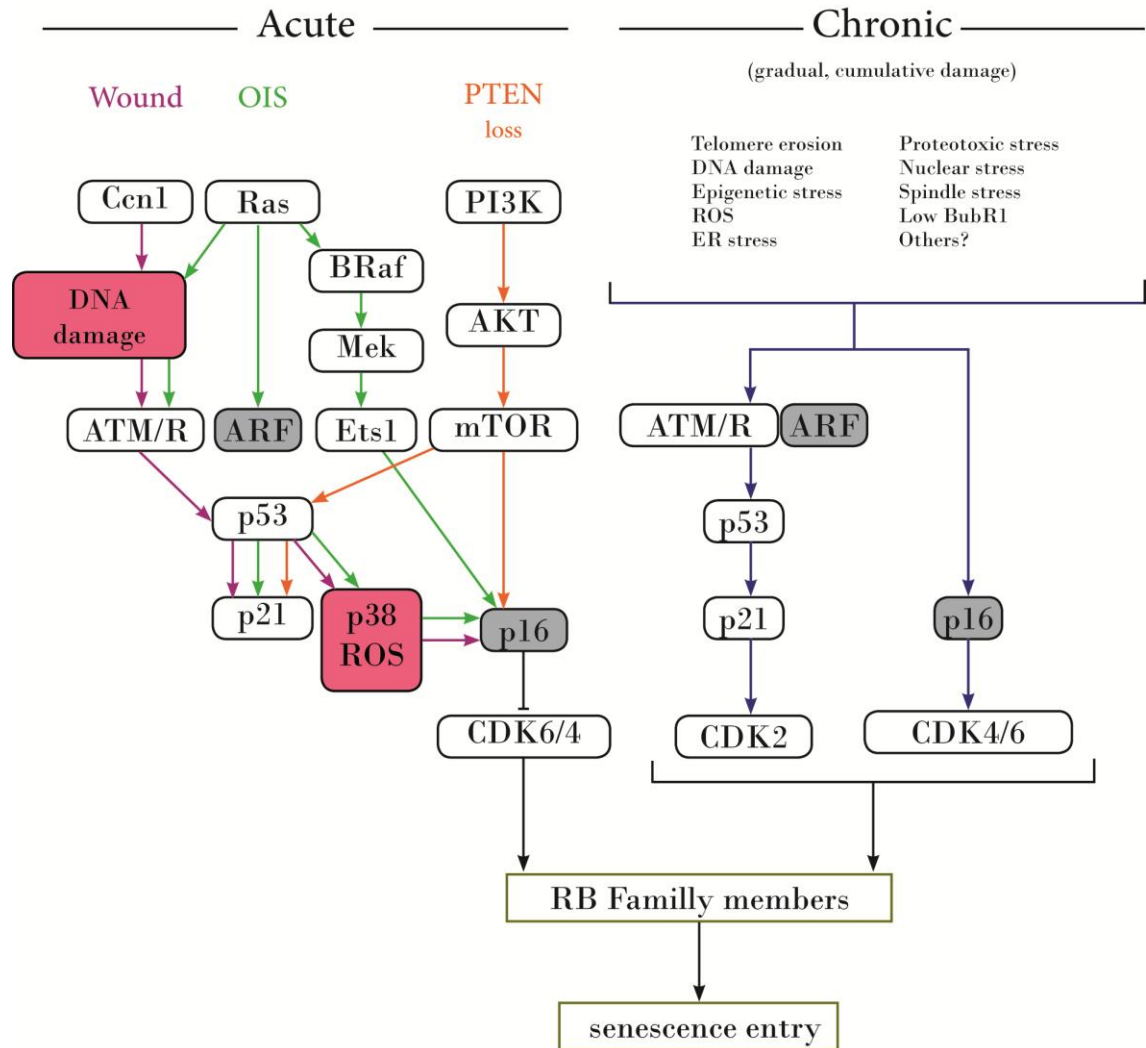 Acute
Chronic
(gradual, cumulative damage)
Wound
OIS
PTEN
loss
Telomere erosion
DNA damage
Epigenetic stress
ROS
ER stress
Proteotoxic stress
Nuclear stress
Spindle stress
Low BubR1
Others?
Ccn1
Ras
PI3K
BRaf
DNA
damage
AKT
Mek
ATM/R
ARF
Ets1
mTOR
ATM/R
ARF
p53
p53
p21
p38
ROS
p16
p21
p16
CDK6/4
CDK2
CDK4/6
RB Familly members
senescence entry